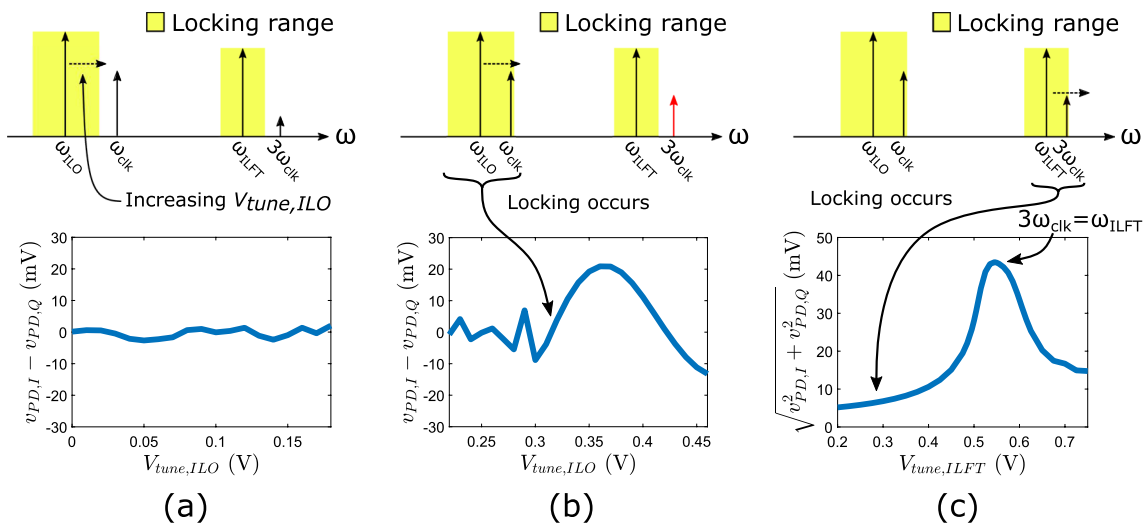 Locking range
ω
ω_ILO
ω_clk
ω_ILFT
3ω_clk
Increasing V_tune,ILO
30
20
10
0
-10
-20
-30
v_PD,I − v_PD,Q (mV)
0
0.05
0.1
0.15
V_tune,ILO (V)
(a)
Locking range
ω
ω_ILO
ω_clk
ω_ILFT
3ω_clk
Locking occurs
30
20
10
0
-10
-20
-30
v_PD,I − v_PD,Q (mV)
0.25
0.3
0.35
0.4
0.45
V_tune,ILO (V)
(b)
Locking range
ω
ω_ILO
ω_clk
ω_ILFT
3ω_clk
Locking occurs
3ω_clk=ω_ILFT
50
40
30
20
10
0
√(v²_PD,I + v²_PD,Q) (mV)
0.2
0.3
0.4
0.5
0.6
0.7
V_tune,ILFT (V)
(c)